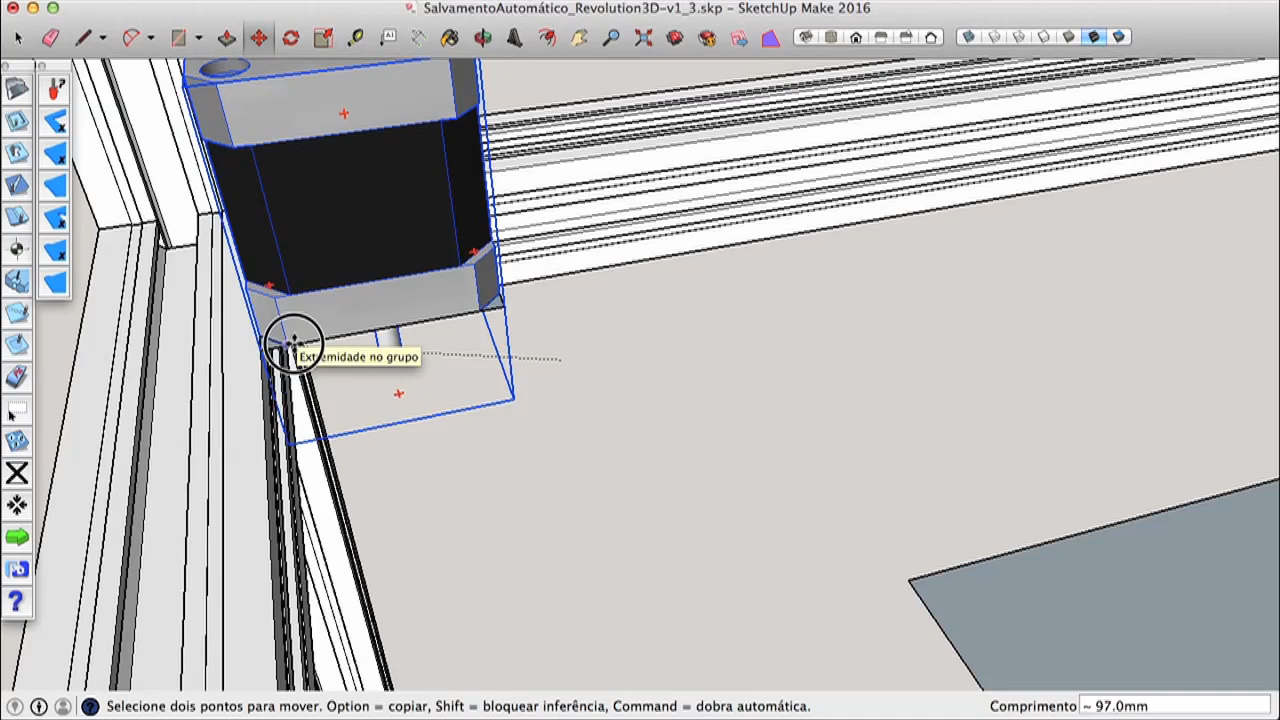 SalvamentoAutomático_Revolution3D-v1_3.skp - SketchUp Make 2016
Extremidade no grupo
Selecione dois pontos para mover. Option = copiar, Shift = bloquear inferência, Command = dobra automática.
Comprimento ~ 97.0mm